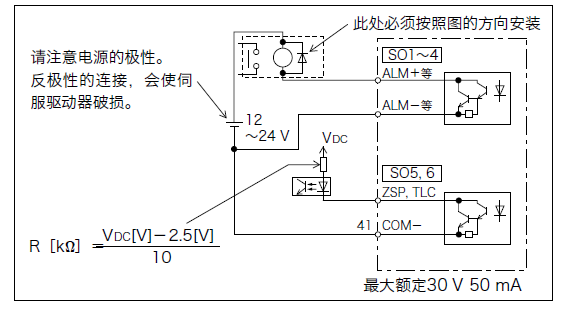 此处必须按照图的方向安装
请注意电源的极性。
反极性的连接，会使伺
服驱动器破损。
SO1～4
ALM＋等
ALM－等
12
～24 V
VDC
SO5, 6
ZSP, TLC
41
COM－
R［kΩ］＝
VDC[V]－2.5[V]
10
最大额定30 V 50 mA